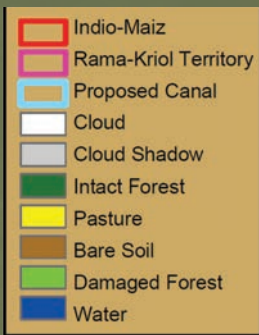 Indio-Maiz
Rama-Kriol Territory
Proposed Canal
Cloud
Cloud Shadow
Intact Forest
Pasture
Bare Soil
Damaged Forest
Water